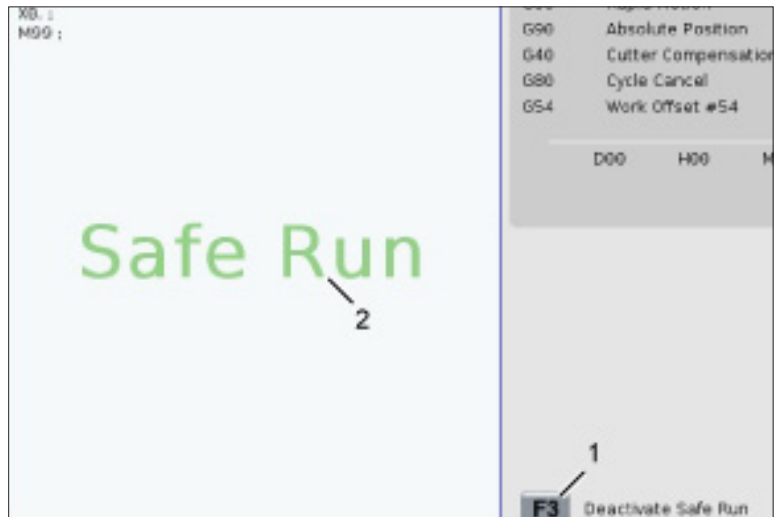 X0. ;
M99 ;
G90 Absolute Position
G40 Cutter Compensation
G80 Cycle Cancel
G54 Work Offset #54
D00 H00 M
Safe Run
2
1
F3 Deactivate Safe Run